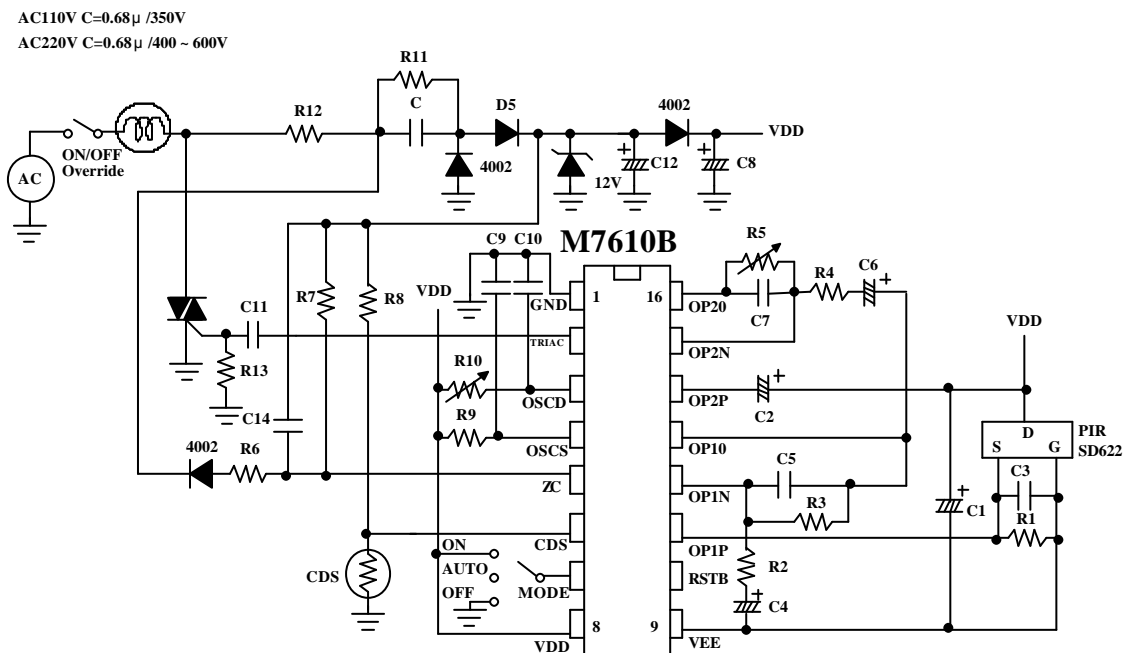 AC110V C=0.68μ /350V
AC220V C=0.68μ /400 ~ 600V
R11
C
D5
4002
R12
VDD
ON/OFF
Override
AC
4002
12V
C12
C8
C9 C10
M7610B
R5
C6
R4
R7
R8
VDD
GND
1
16
OP20
C7
VDD
C11
TRIAC
OP2N
R13
R10
OSCD
OP2P
C2
C14
R9
OSCS
OP10
D
PIR
SD622
S
G
4002
R6
ZC
OP1N
C5
C3
R3
C1
R1
CDS
OP1P
ON
AUTO
OFF
CDS
MODE
RSTB
R2
C4
8
9
VDD
VEE